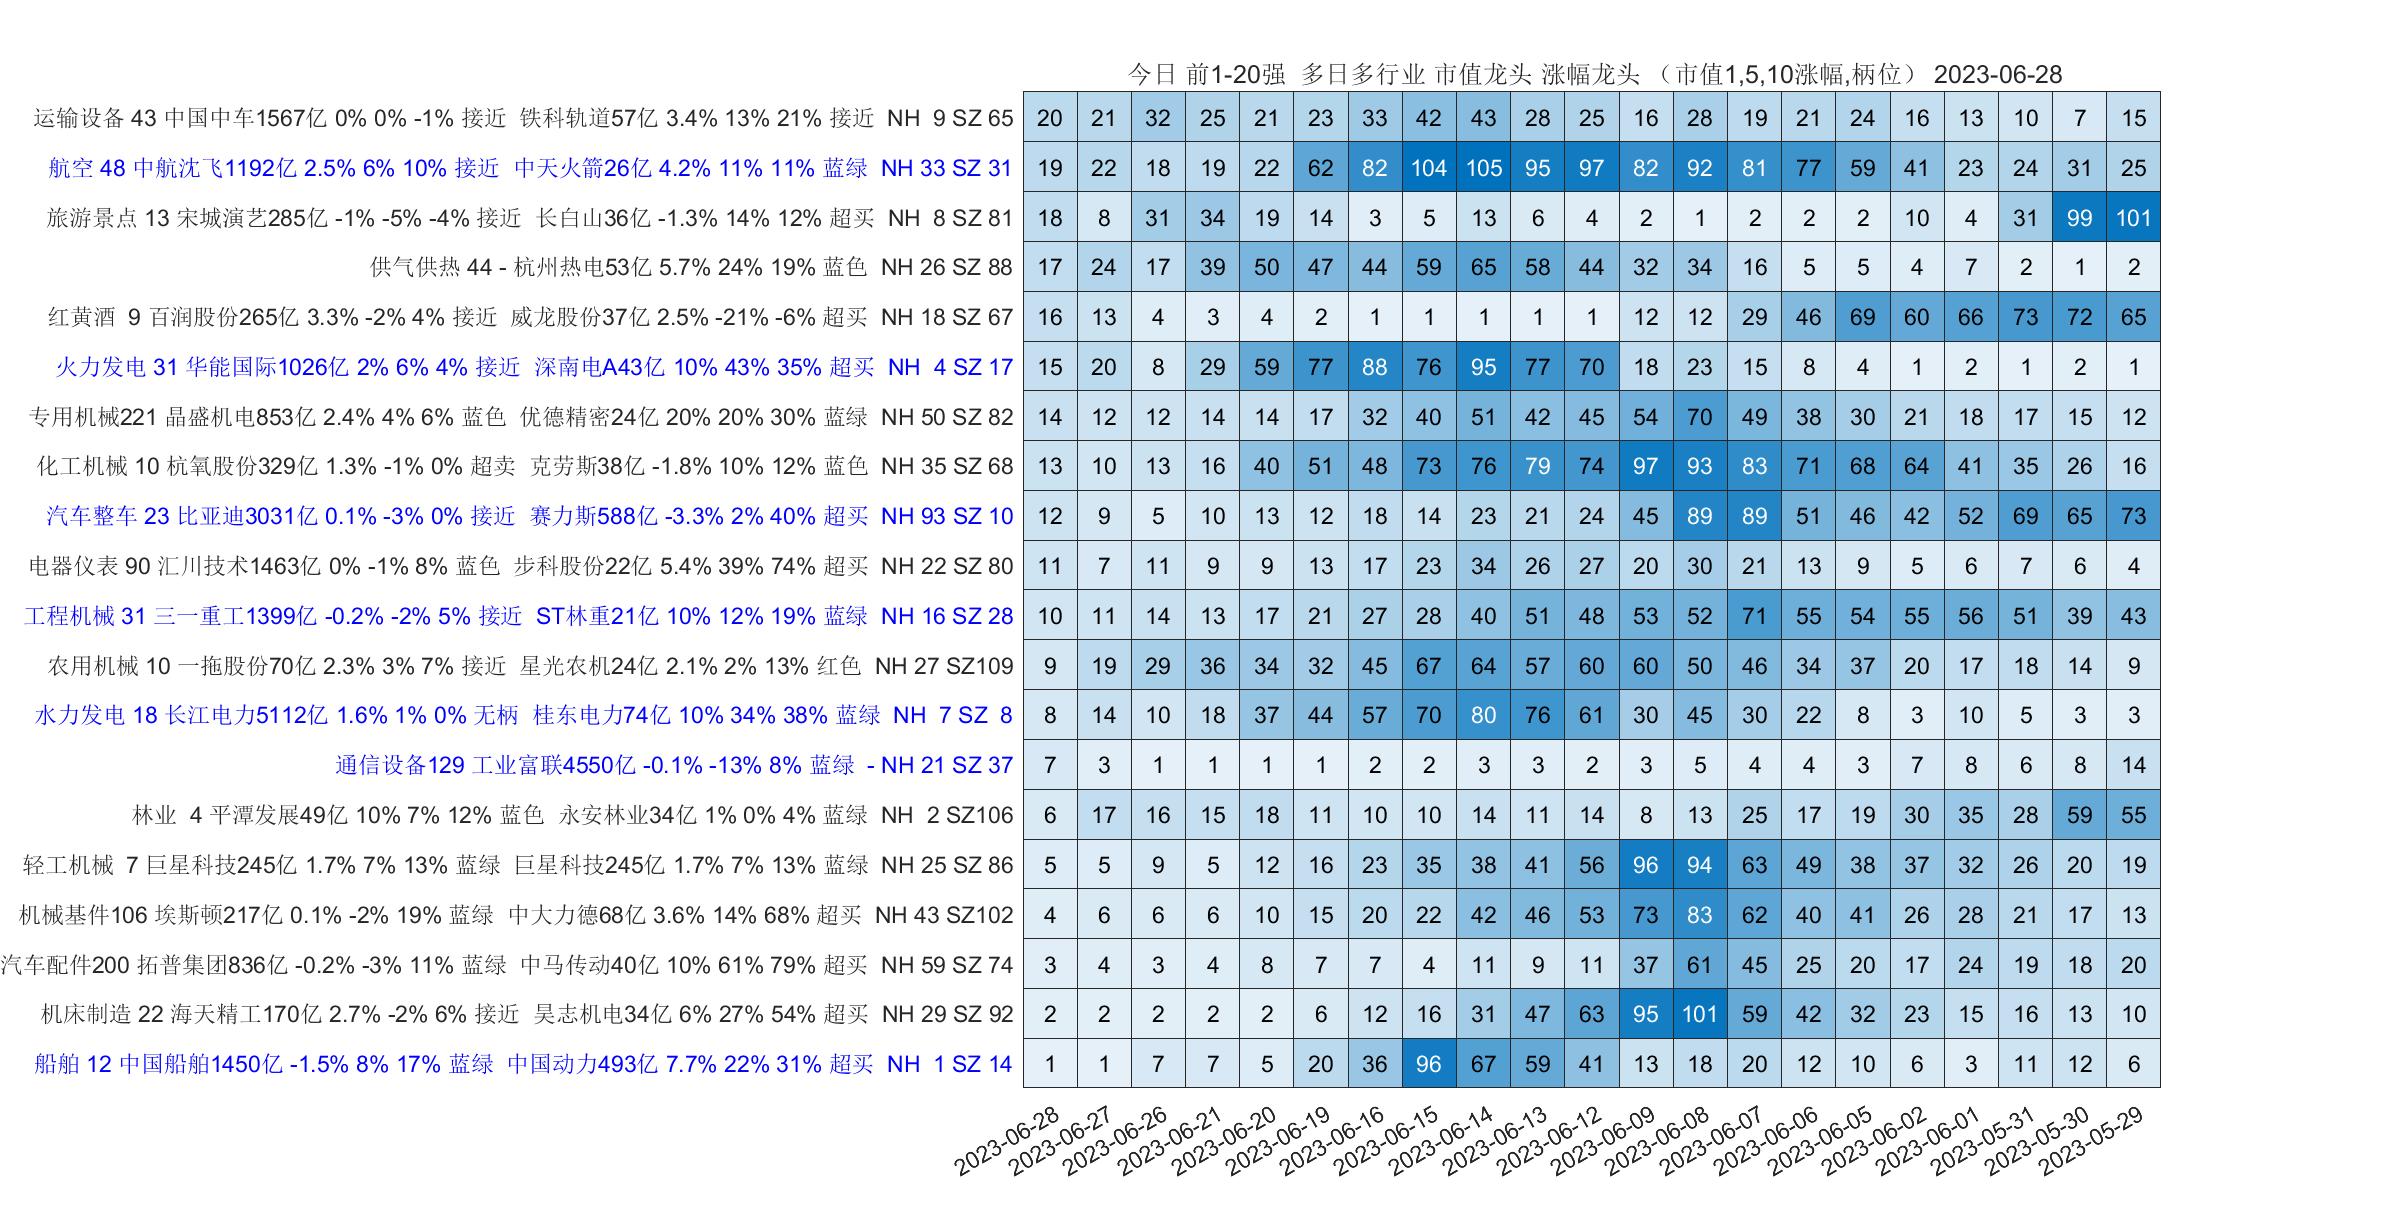 今日 前1-20强 多日多行业 市值龙头 涨幅龙头 （市值1,5,10涨幅,柄位） 2023-06-28
运输设备 43 中国中车1567亿 0% 0% -1% 接近 铁科轨道57亿 3.4% 13% 21% 接近 NH 9 SZ 65 20 21 32 25 21 23 33 42 43 28 25 16 28 19 21 24 16 13 10 7 15
航空 48 中航沈飞1192亿 2.5% 6% 10% 接近 中天火箭26亿 4.2% 11% 11% 蓝绿 NH 33 SZ 31 19 22 18 19 22 62 82 104 105 95 97 82 92 81 77 59 41 23 24 31 25
旅游景点 13 宋城演艺285亿 -1% -5% -4% 接近 长白山36亿 -1.3% 14% 12% 超买 NH 8 SZ 81 18 8 31 34 19 14 3 5 13 6 4 2 1 2 2 2 10 4 31 99 101
供气供热 44 - 杭州热电53亿 5.7% 24% 19% 蓝色 NH 26 SZ 88 17 24 17 39 50 47 44 59 65 58 44 32 34 16 5 5 4 7 2 1 2
红黄酒 9 百润股份265亿 3.3% -2% 4% 接近 威龙股份37亿 2.5% -21% -6% 超买 NH 18 SZ 67 16 13 4 3 4 2 1 1 1 1 1 12 12 29 46 69 60 66 73 72 65
火力发电 31 华能国际1026亿 2% 6% 4% 接近 深南电A43亿 10% 43% 35% 超买 NH 4 SZ 17 15 20 8 29 59 77 88 76 95 77 70 18 23 15 8 4 1 2 1 2 1
专用机械221 晶盛机电853亿 2.4% 4% 6% 蓝色 优德精密24亿 20% 20% 30% 蓝绿 NH 50 SZ 82 14 12 12 14 14 17 32 40 51 42 45 54 70 49 38 30 21 18 17 15 12
化工机械 10 杭氧股份329亿 1.3% -1% 0% 超卖 克劳斯38亿 -1.8% 10% 12% 蓝色 NH 35 SZ 68 13 10 13 16 40 51 48 73 76 79 74 97 93 83 71 68 64 41 35 26 16
汽车整车 23 比亚迪3031亿 0.1% -3% 0% 接近 赛力斯588亿 -3.3% 2% 40% 超买 NH 93 SZ 10 12 9 5 10 13 12 18 14 23 21 24 45 89 89 51 46 42 52 69 65 73
电器仪表 90 汇川技术1463亿 0% -1% 8% 蓝色 步科股份22亿 5.4% 39% 74% 超买 NH 22 SZ 80 11 7 11 9 9 13 17 23 34 26 27 20 30 21 13 9 5 6 7 6 4
工程机械 31 三一重工1399亿 -0.2% -2% 5% 接近 ST林重21亿 10% 12% 19% 蓝绿 NH 16 SZ 28 10 11 14 13 17 21 27 28 40 51 48 53 52 71 55 54 55 56 51 39 43
农用机械 10 一拖股份70亿 2.3% 3% 7% 接近 星光农机24亿 2.1% 2% 13% 红色 NH 27 SZ109 9 19 29 36 34 32 45 67 64 57 60 60 50 46 34 37 20 17 18 14 9
水力发电 18 长江电力5112亿 1.6% 1% 0% 无柄 桂东电力74亿 10% 34% 38% 蓝绿 NH 7 SZ 8 8 14 10 18 37 44 57 70 80 76 61 30 45 30 22 8 3 10 5 3 3
通信设备129 工业富联4550亿 -0.1% -13% 8% 蓝绿 - NH 21 SZ 37 7 3 1 1 1 1 2 2 3 3 2 3 5 4 4 3 7 8 6 8 14
林业 4 平潭发展49亿 10% 7% 12% 蓝色 永安林业34亿 1% 0% 4% 蓝绿 NH 2 SZ106 6 17 16 15 18 11 10 10 14 11 14 8 13 25 17 19 30 35 28 59 55
轻工机械 7 巨星科技245亿 1.7% 7% 13% 蓝绿 巨星科技245亿 1.7% 7% 13% 蓝绿 NH 25 SZ 86 5 5 9 5 12 16 23 35 38 41 56 96 94 63 49 38 37 32 26 20 19
机械基件106 埃斯顿217亿 0.1% -2% 19% 蓝绿 中大力德68亿 3.6% 14% 68% 超买 NH 43 SZ102 4 6 6 6 10 15 20 22 42 46 53 73 83 62 40 41 26 28 21 17 13
汽车配件200 拓普集团836亿 -0.2% -3% 11% 蓝绿 中马传动40亿 10% 61% 79% 超买 NH 59 SZ 74 3 4 3 4 8 7 7 4 11 9 11 37 61 45 25 20 17 24 19 18 20
机床制造 22 海天精工170亿 2.7% -2% 6% 接近 昊志机电34亿 6% 27% 54% 超买 NH 29 SZ 92 2 2 2 2 2 6 12 16 31 47 63 95 101 59 42 32 23 15 16 13 10
船舶 12 中国船舶1450亿 -1.5% 8% 17% 蓝绿 中国动力493亿 7.7% 22% 31% 超买 NH 1 SZ 14 1 1 7 7 5 20 36 96 67 59 41 13 18 20 12 10 6 3 11 12 6
2023-06-28 2023-06-27 2023-06-26 2023-06-21 2023-06-20 2023-06-19 2023-06-16 2023-06-15 2023-06-14 2023-06-13 2023-06-12 2023-06-09 2023-06-08 2023-06-07 2023-06-06 2023-06-05 2023-06-02 2023-06-01 2023-05-31 2023-05-30 2023-05-29